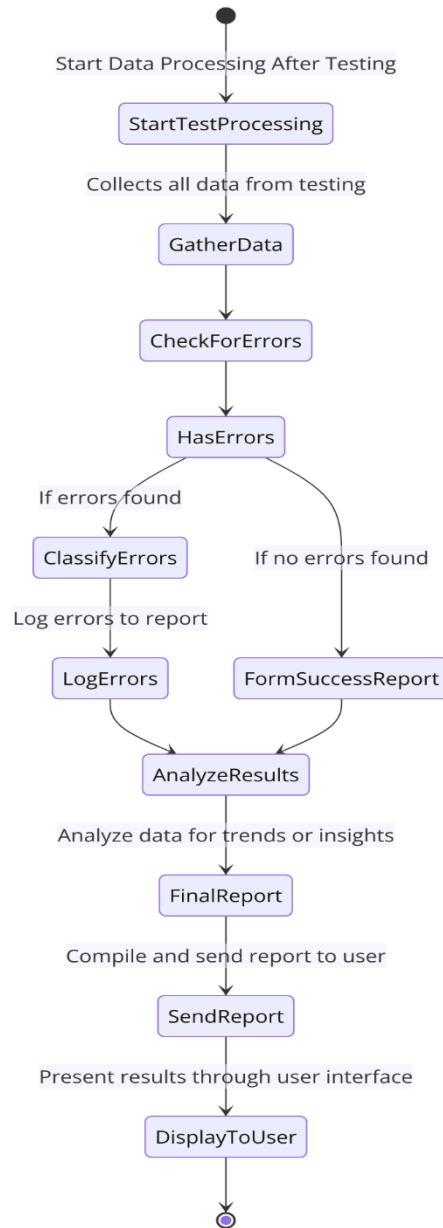 Start Data Processing After Testing
StartTestProcessing
Collects all data from testing
GatherData
CheckForErrors
HasErrors
If errors found
ClassifyErrors
If no errors found
Log errors to report
LogErrors
FormSuccessReport
AnalyzeResults
Analyze data for trends or insights
FinalReport
Compile and send report to user
SendReport
Present results through user interface
DisplayToUser